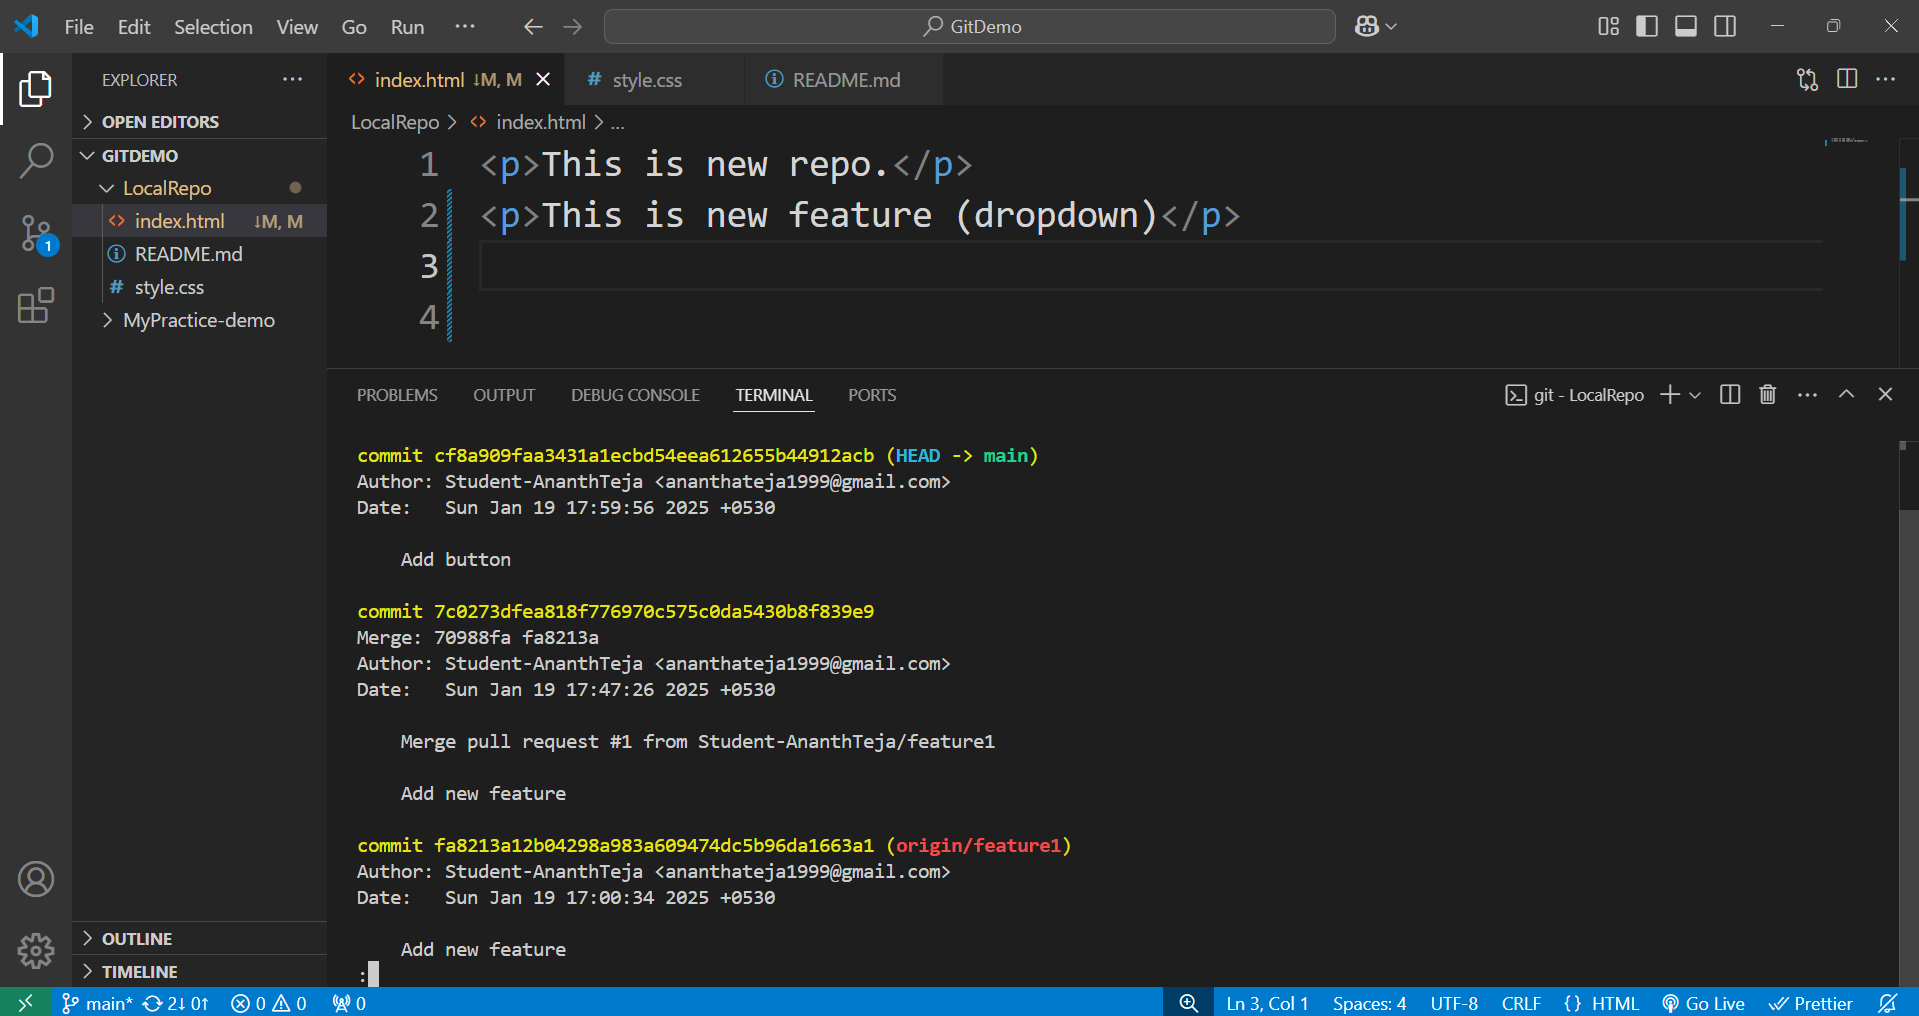 File Edit Selection View Go Run ··· GitDemo
EXPLORER ···
OPEN EDITORS
GITDEMO
LocalRepo
index.html ↓M, M
README.md
style.css
MyPractice-demo
OUTLINE
TIMELINE
index.html ↓M, M
style.css
README.md
LocalRepo > index.html > ...
1 <p>This is new repo.</p>
2 <p>This is new feature (dropdown)</p>
3
4
PROBLEMS OUTPUT DEBUG CONSOLE TERMINAL PORTS
git - LocalRepo
commit cf8a909faa3431a1ecbd54eea612655b44912acb (HEAD -> main)
Author: Student-AnanthTeja <ananthateja1999@gmail.com>
Date:   Sun Jan 19 17:59:56 2025 +0530
Add button
commit 7c0273dfea818f776970c575c0da5430b8f839e9
Merge: 70988fa fa8213a
Author: Student-AnanthTeja <ananthateja1999@gmail.com>
Date:   Sun Jan 19 17:47:26 2025 +0530
Merge pull request #1 from Student-AnanthTeja/feature1
Add new feature
commit fa8213a12b04298a983a609474dc5b96da1663a1 (origin/feature1)
Author: Student-AnanthTeja <ananthateja1999@gmail.com>
Date:   Sun Jan 19 17:00:34 2025 +0530
Add new feature
:
1
main* 2↓ 0↑ 0 0 0 Ln 3, Col 1 Spaces: 4 UTF-8 CRLF {} HTML Go Live Prettier